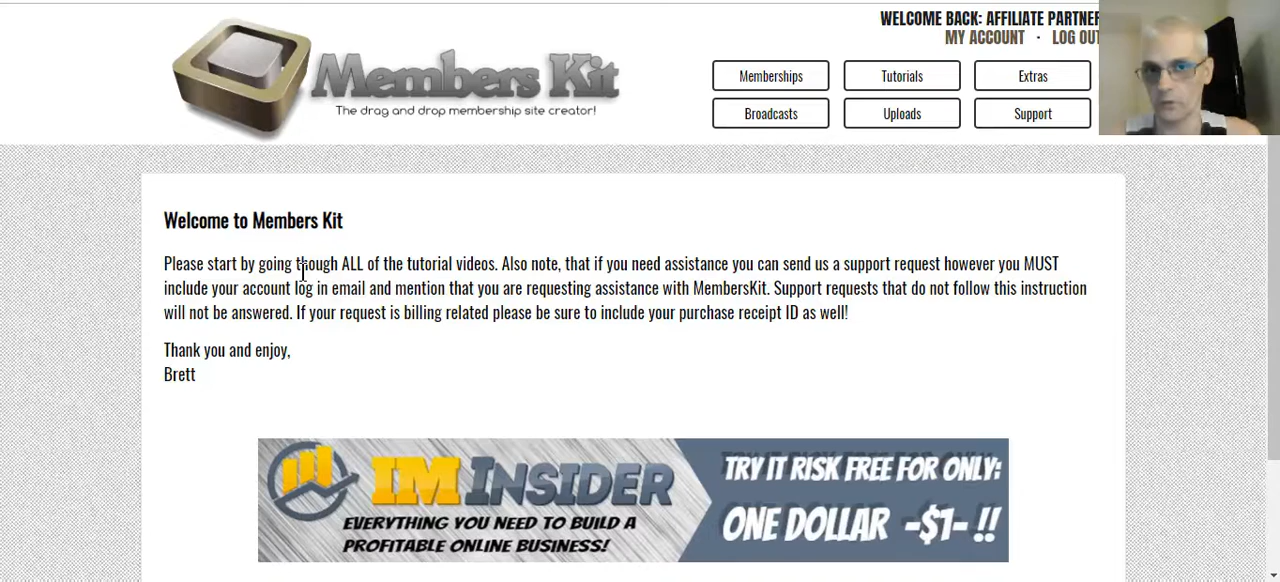 WELCOME BACK: AFFILIATE PARTNER
MY ACCOUNT · LOG OUT
Members Kit
The drag and drop membership site creator!
Memberships
Tutorials
Extras
Broadcasts
Uploads
Support
Welcome to Members Kit
Please start by going though ALL of the tutorial videos. Also note, that if you need assistance you can send us a support request however you MUST
include your account log in email and mention that you are requesting assistance with MembersKit. Support requests that do not follow this instruction
will not be answered. If your request is billing related please be sure to include your purchase receipt ID as well!
Thank you and enjoy,
Brett
IM INSIDER
EVERYTHING YOU NEED TO BUILD A
PROFITABLE ONLINE BUSINESS!
TRY IT RISK FREE FOR ONLY:
ONE DOLLAR -$1- !!